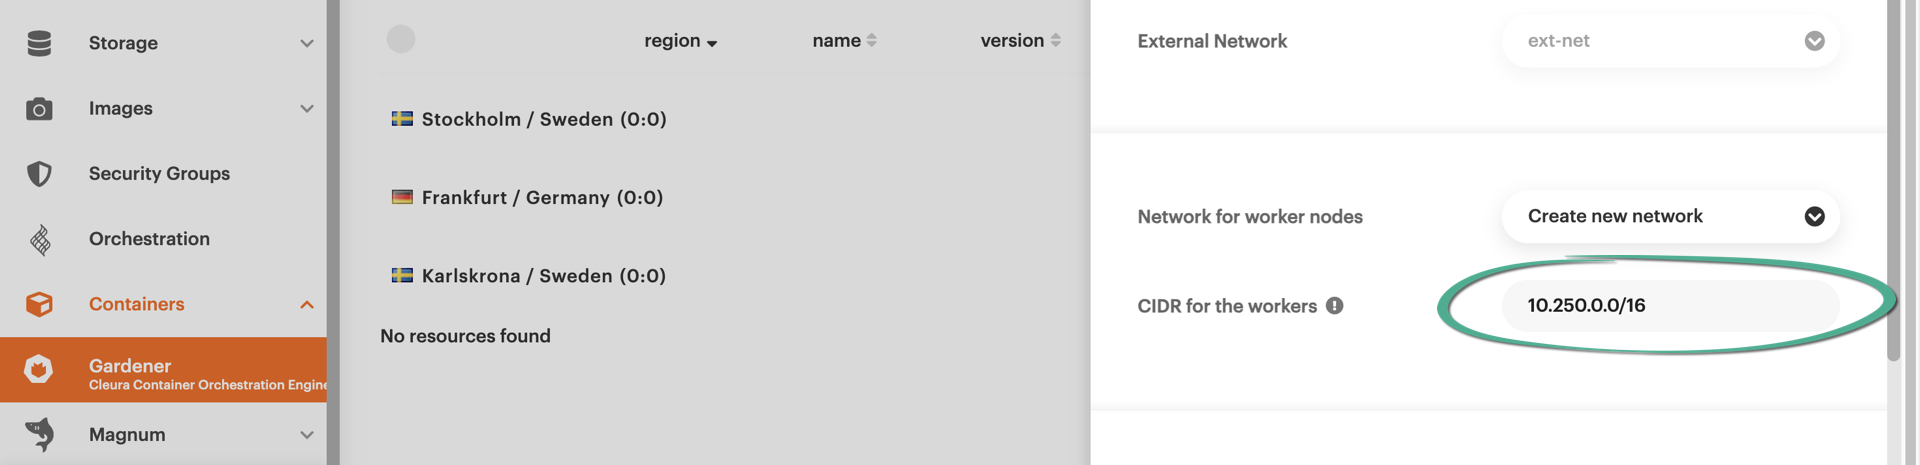 Storage
Images
Security Groups
Orchestration
Containers
Gardener
Cleura Container Orchestration Engine
Magnum
region name version
Stockholm / Sweden (0:0)
Frankfurt / Germany (0:0)
Karlskrona / Sweden (0:0)
No resources found
External Network ext-net
Network for worker nodes Create new network
CIDR for the workers 10.250.0.0/16